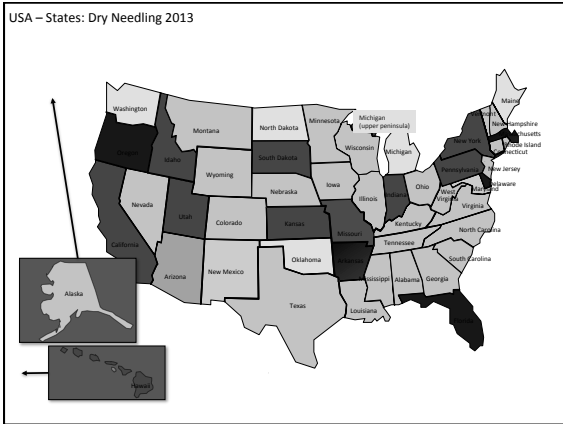 USA – States: Dry Needling 2013
Washington
Montana
North Dakota
Minnesota
Michigan
(upper peninsula)
Maine
Vermont
New Hampshire
Massachusetts
Rhode Island
Connecticut
New York
Oregon
Idaho
South Dakota
Wisconsin
Michigan
Wyoming
Pennsylvania
New Jersey
Nebraska
Iowa
Ohio
Delaware
Maryland
Nevada
Utah
Colorado
Kansas
Illinois
Indiana
West
Virginia
Virginia
California
Missouri
Kentucky
North Carolina
Tennessee
Arizona
New Mexico
Oklahoma
Arkansas
South Carolina
Mississippi
Alabama
Georgia
Texas
Louisiana
Florida
Alaska
Hawaii